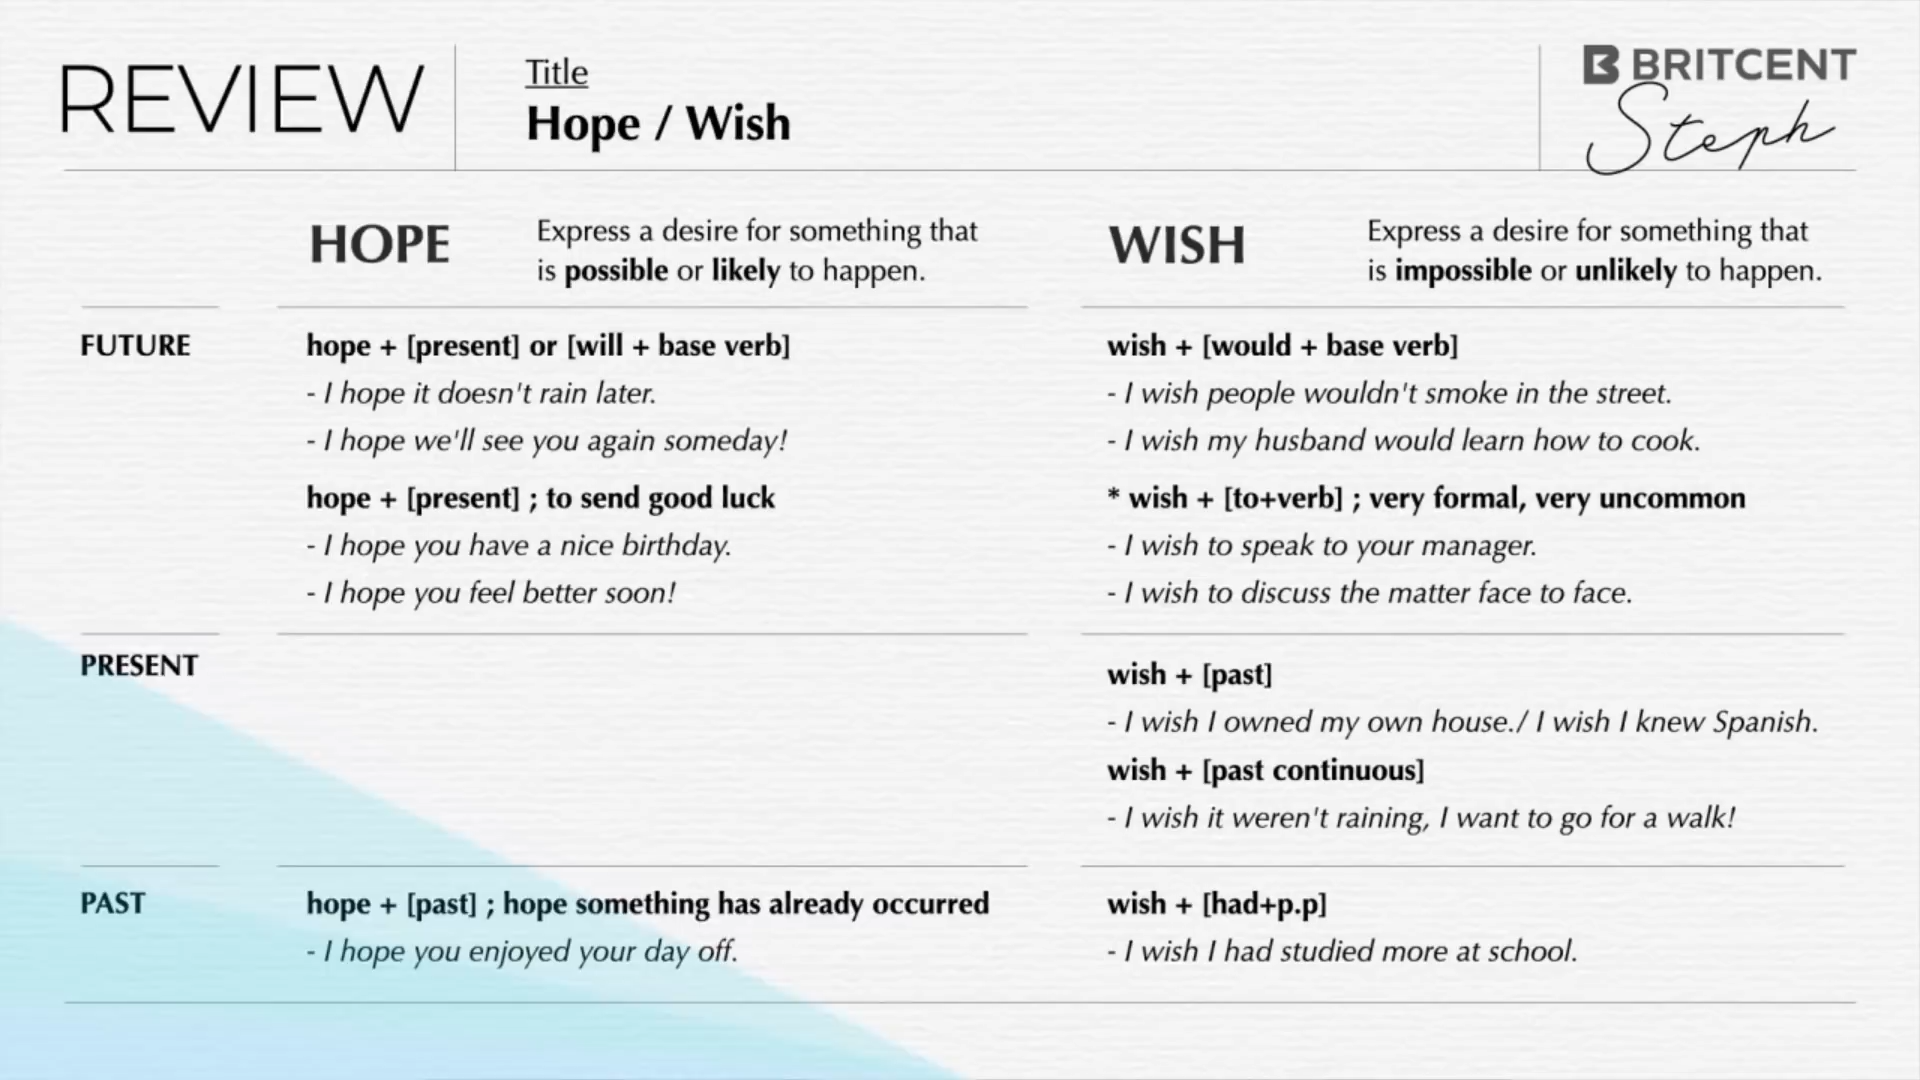 REVIEW
Title
Hope / Wish
BRITCENT
Steph
HOPE
Express a desire for something that
is possible or likely to happen.
WISH
Express a desire for something that
is impossible or unlikely to happen.
FUTURE
hope + [present] or [will + base verb]
- I hope it doesn't rain later.
- I hope we'll see you again someday!
hope + [present] ; to send good luck
- I hope you have a nice birthday.
- I hope you feel better soon!
wish + [would + base verb]
- I wish people wouldn't smoke in the street.
- I wish my husband would learn how to cook.
* wish + [to+verb] ; very formal, very uncommon
- I wish to speak to your manager.
- I wish to discuss the matter face to face.
PRESENT
wish + [past]
- I wish I owned my own house./ I wish I knew Spanish.
wish + [past continuous]
- I wish it weren't raining, I want to go for a walk!
PAST
hope + [past] ; hope something has already occurred
- I hope you enjoyed your day off.
wish + [had+p.p]
- I wish I had studied more at school.